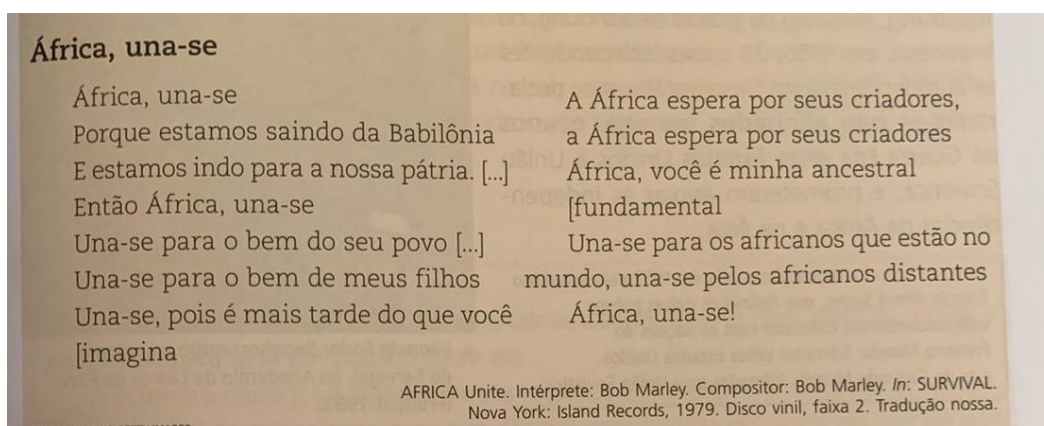 África, una-se
África, una-se
Porque estamos saindo da Babilônia
E estamos indo para a nossa pátria. [...]
Então África, una-se
Una-se para o bem do seu povo [...]
Una-se para o bem de meus filhos
Una-se, pois é mais tarde do que você
[imagina
A África espera por seus criadores,
a África espera por seus criadores
África, você é minha ancestral
[fundamental
Una-se para os africanos que estão no
mundo, una-se pelos africanos distantes
África, una-se!
AFRICA Unite. Intérprete: Bob Marley. Compositor: Bob Marley. In: SURVIVAL.
Nova York: Island Records, 1979. Disco vinil, faixa 2. Tradução nossa.